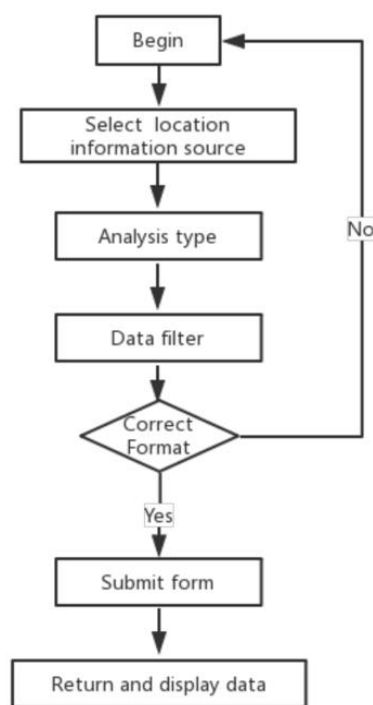 Begin
Select location
information source
Analysis type
No
Data filter
Correct
Format
Yes
Submit form
Return and display data